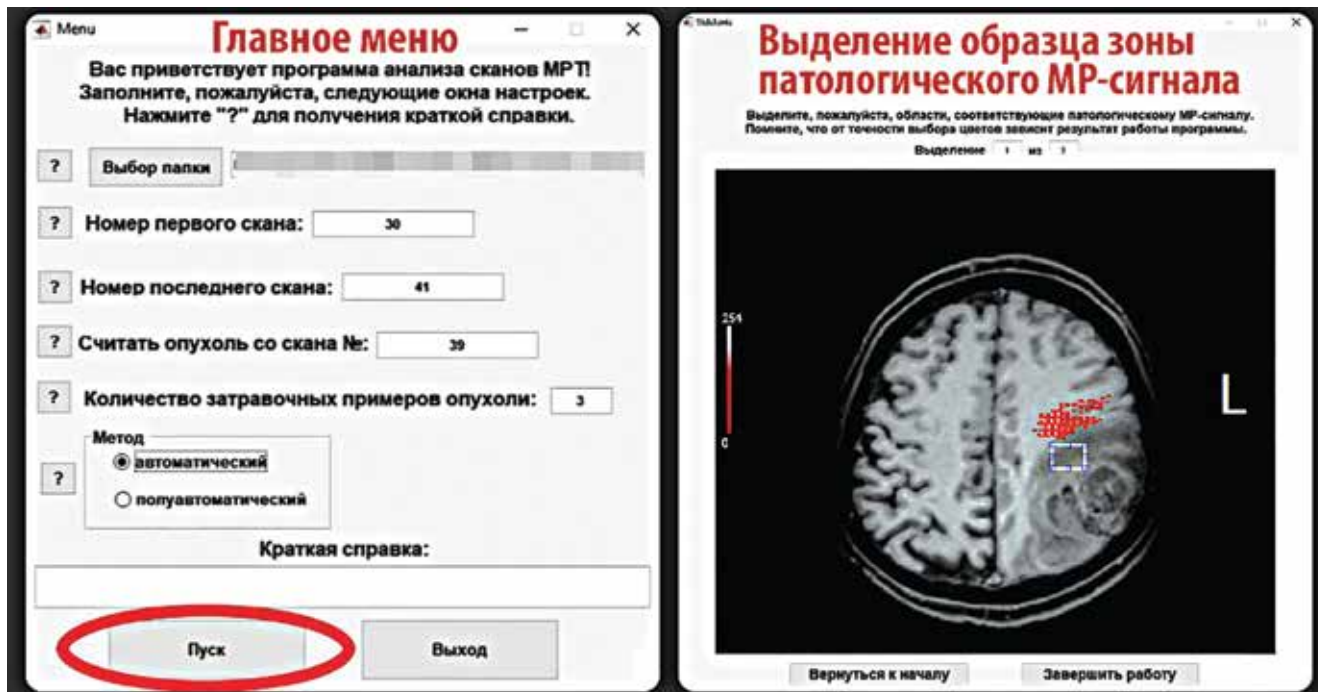 Menu
Главное меню
Вас приветствует программа анализа сканов МРТ!
Заполните, пожалуйста, следующие окна настроек.
Нажмите "?" для получения краткой справки.
? Выбор папки
? Номер первого скана: 30
? Номер последнего скана: 41
? Считать опухоль со скана №: 39
? Количество затравочных примеров опухоли: 3
Метод
автоматический
?
полуавтоматический
Краткая справка:
Пуск Выход
Выделение образца зоны
патологического МР-сигнала
Выделите, пожалуйста, области, соответствующие патологическому МР-сигналу.
Помните, что от точности выбора цветов зависит результат работы программы.
Выделение 1 из
254
0
L
Вернуться к началу Завершить работу